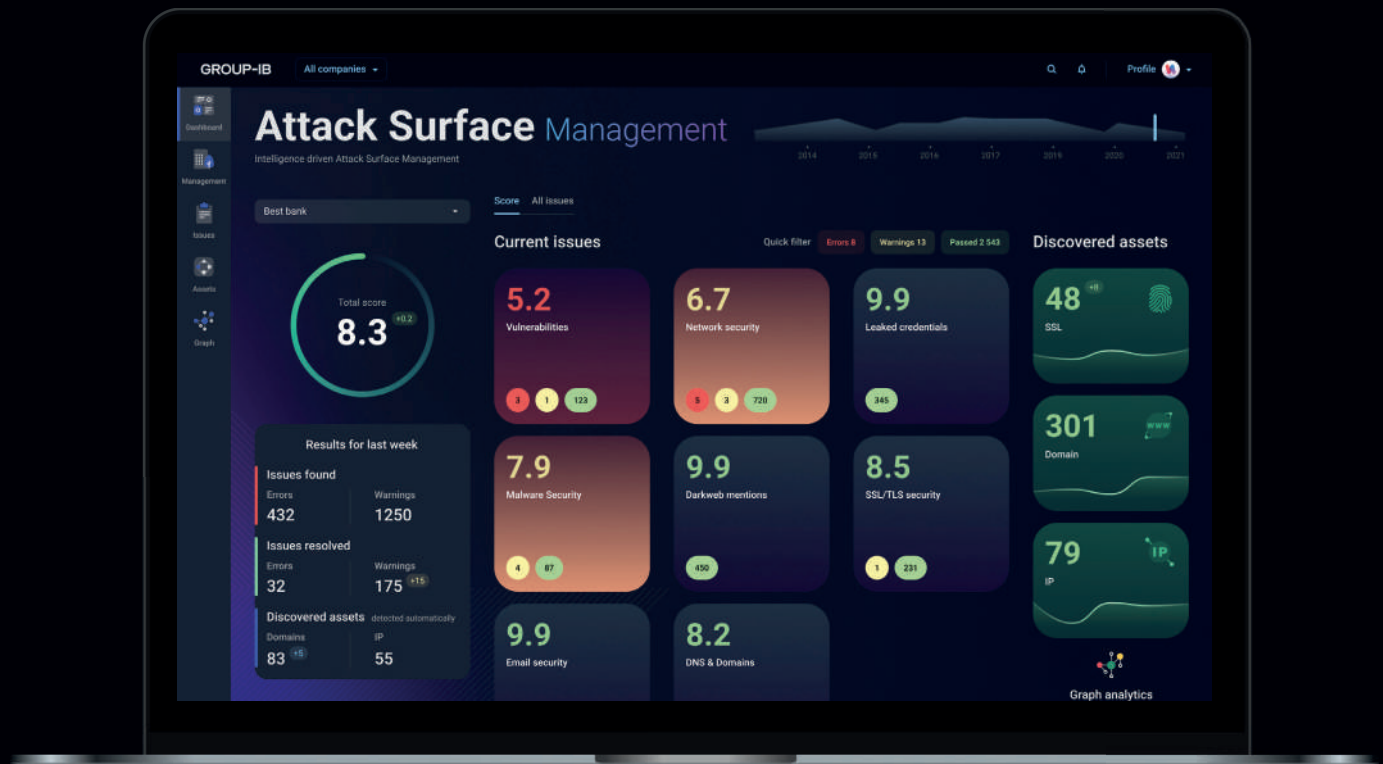 GROUP-IB
All companies
Profile
Dashboard
Management
Issues
Assets
Graph
Attack Surface Management
Intelligence driven Attack Surface Management
2014 2015 2016 2017 2019 2020 2021
Best bank
Total score
8.3 +0.2
Results for last week
Issues found
Errors Warnings
432 1250
Issues resolved
Errors Warnings
32 175 +15
Discovered assets detected automatically
Domains IP
83 +5 55
Score All issues
Current issues
Quick filter Errors 8 Warnings 13 Passed 2 543
5.2
Vulnerabilities
3 1 123
6.7
Network security
5 3 720
9.9
Leaked credentials
345
7.9
Malware Security
4 87
9.9
Darkweb mentions
450
8.5
SSL/TLS security
1 231
9.9
Email security
8.2
DNS & Domains
Discovered assets
48 +8
SSL
301
Domain
WWW
79
IP
IP
Graph analytics